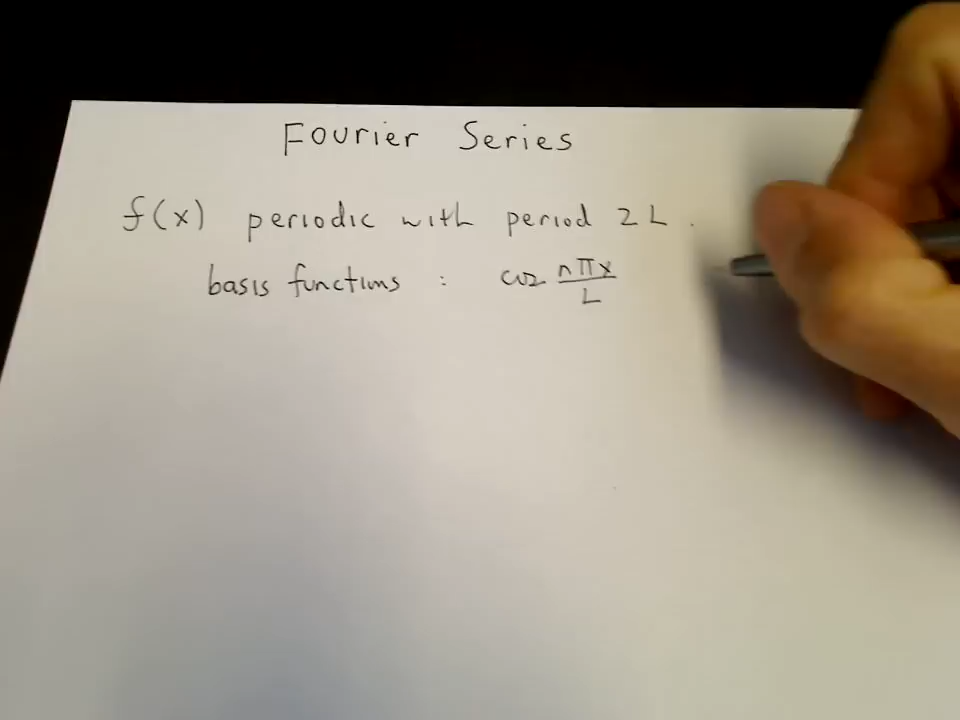 Fourier Series
f(x) periodic with period 2L.
basis functions : cos nπx/L